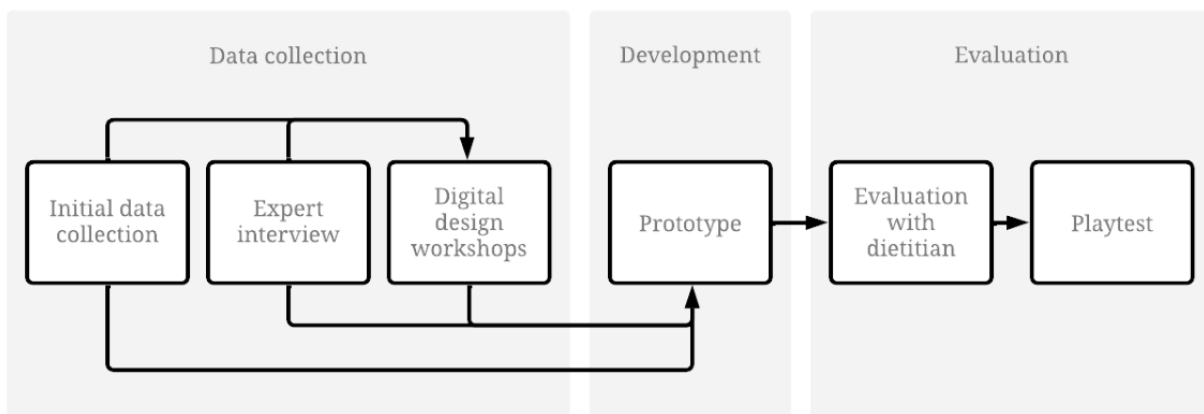 Data collection
Development
Evaluation
Initial data
collection
Expert
interview
Digital
design
workshops
Prototype
Evaluation
with
dietitian
Playtest